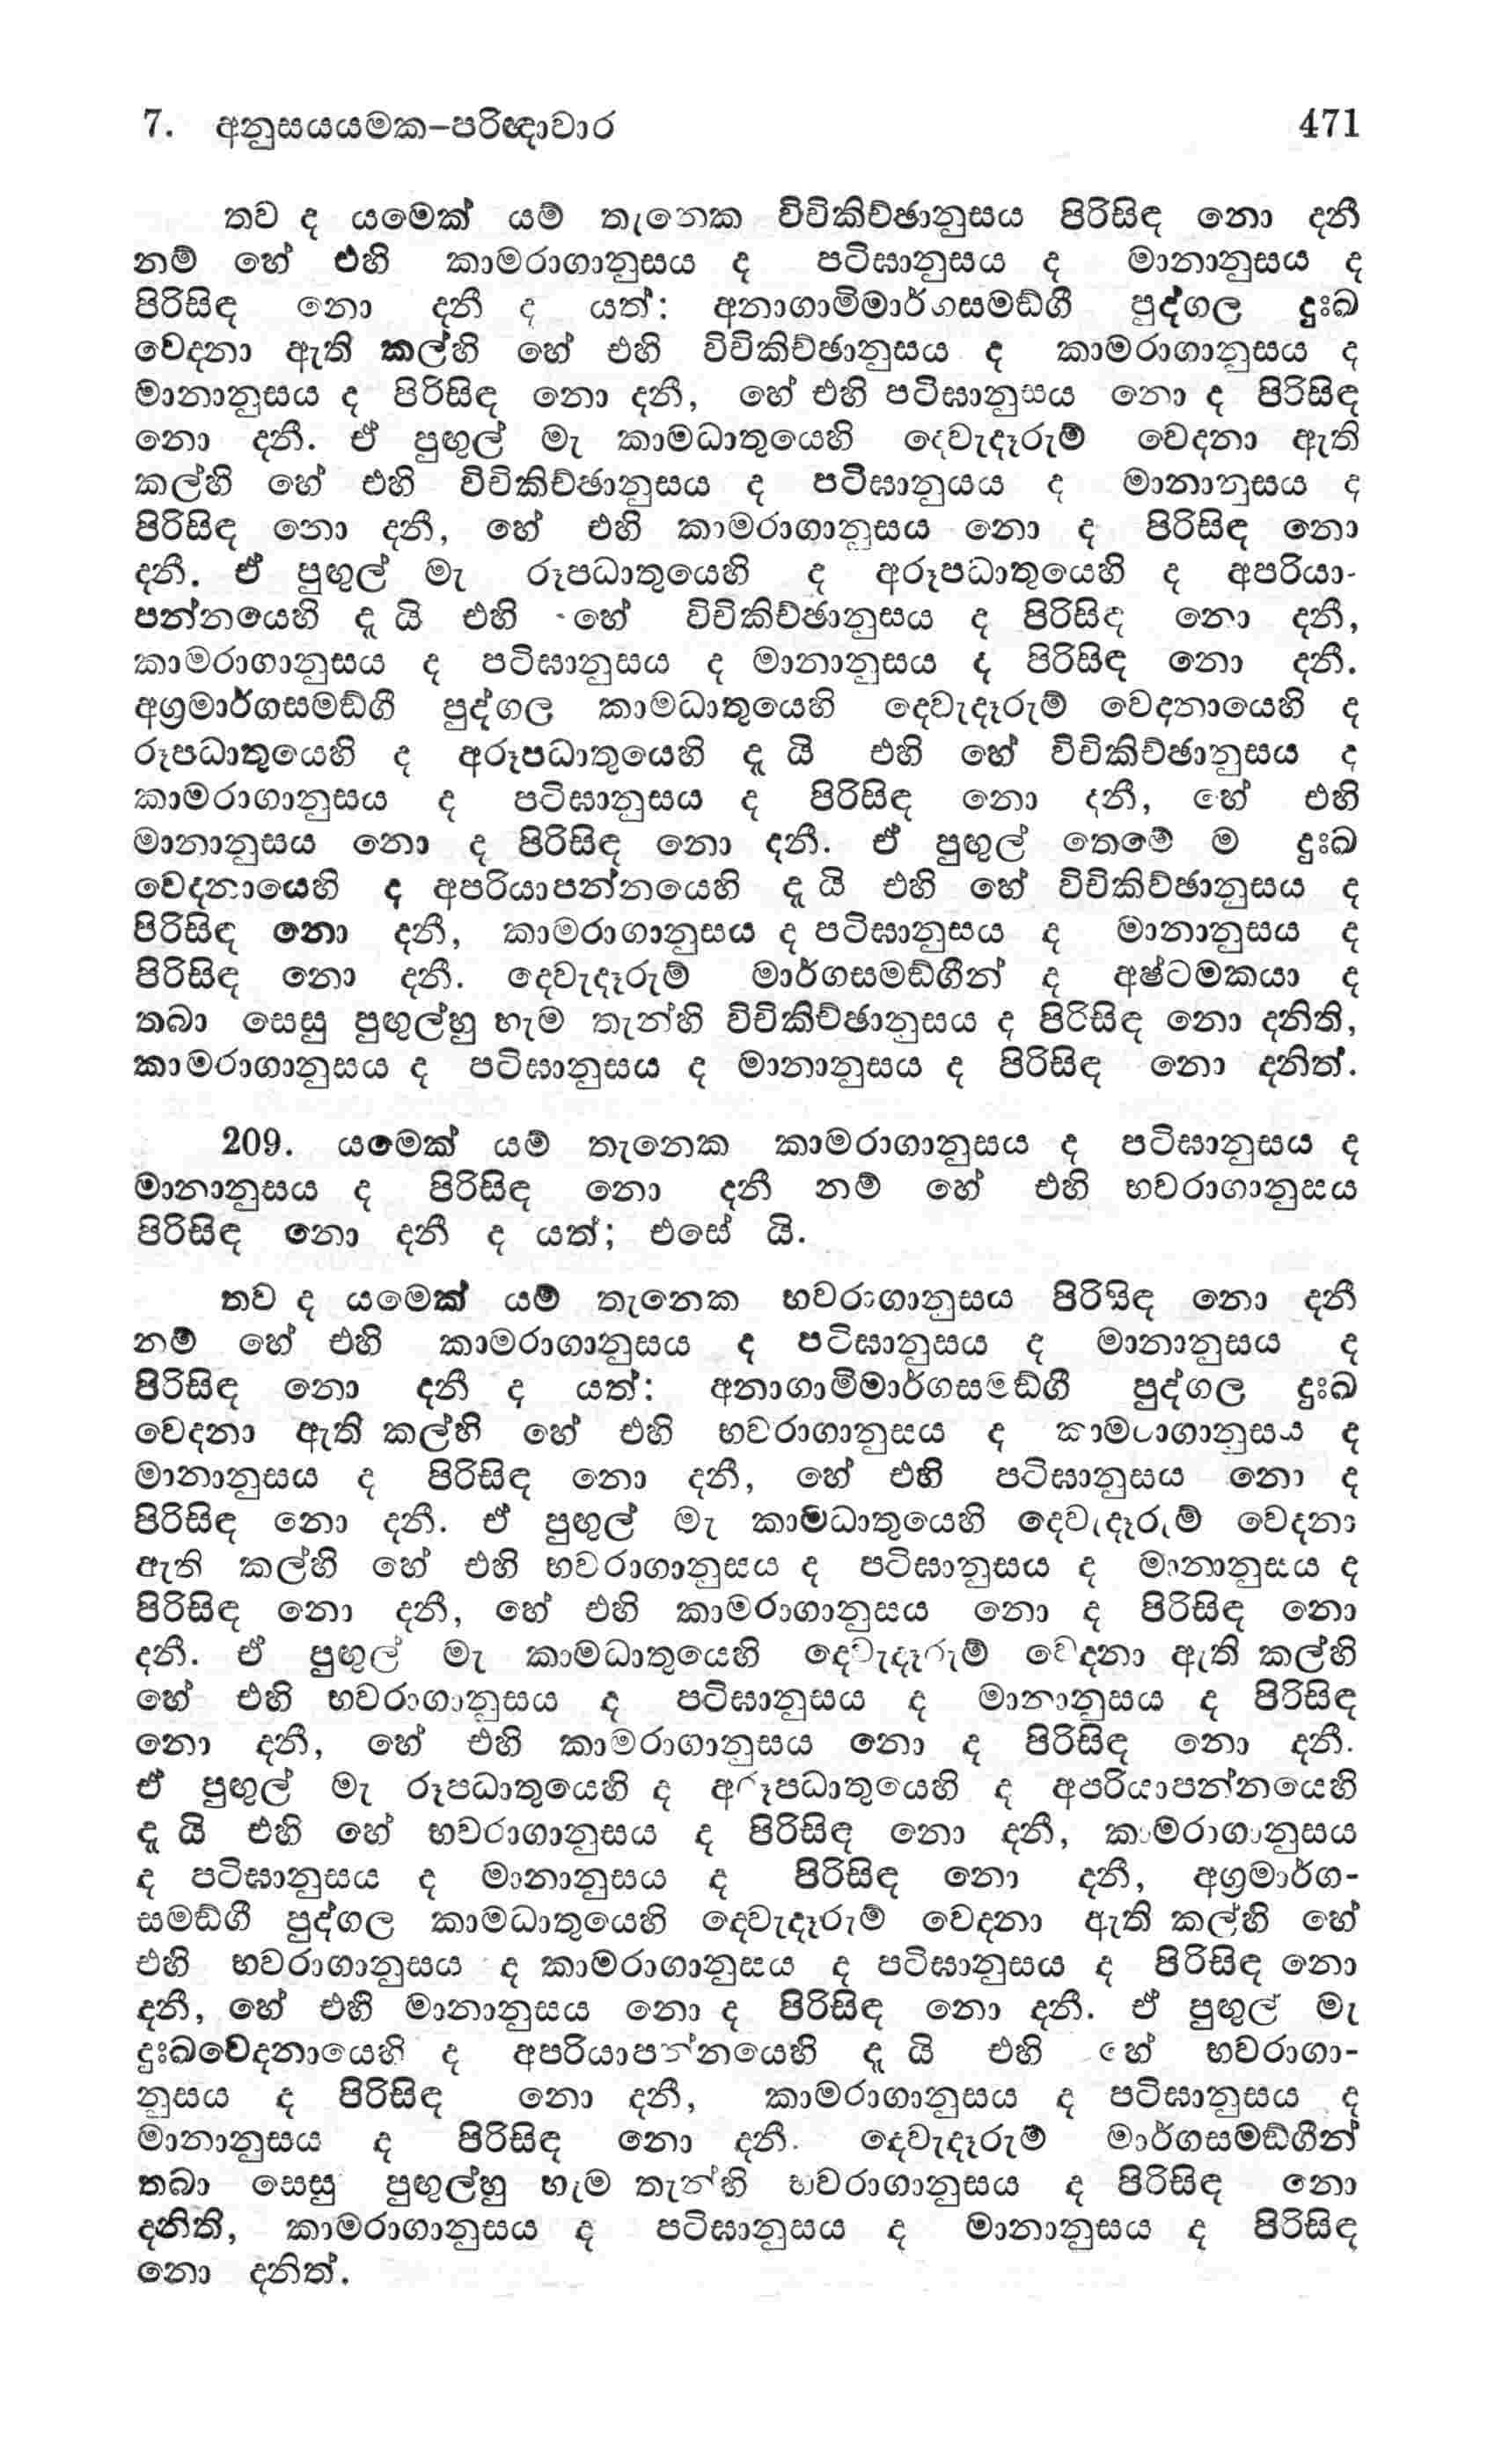 7. අනුසයයමක–පරිඤාවාර 471
තව ද යමෙක් යම් තැනෙක විචිකිච්ඡානුසය පිරිසිඳ නො දනී
නම් හේ එහි කාමරාගානුසය ද පටිඝානුසය ද මානානුසය ද
පිරිසිඳ නො දනී ද යත්: අනාගාමිමාර්ගසමඬ්ගී පුද්ගල දුඃඛ
වෙදනා ඇති කල්හි හේ එහි විචිකිච්ඡානුසය ද කාමරාගානුසය ද
මානානුසය ද පිරිසිඳ නො දනී, හේ එහි පටිඝානුසය නො ද පිරිසිඳ
නො දනී. ඒ පුඟුල් මැ කාමධාතුයෙහි දෙවැදෑරුම් වෙදනා ඇති
කල්හි හේ එහි විචිකිච්ඡානුසය ද පටිඝානුයය ද මානානුසය ද
පිරිසිඳ නො දනී, හේ එහි කාමරාගානුසය නො ද පිරිසිඳ නො
දනී. ඒ පුඟුල් මැ රූපධාතුයෙහි ද අරූපධාතුයෙහි ද අපරියා-
පන්නයෙහි දැ යි එහි හේ විචිකිච්ඡානුසය ද පිරිසිඳ නො දනී,
කාමරාගානුසය ද පටිඝානුසය ද මානානුසය ද පිරිසිඳ නො දනී.
අග්‍රමාර්ගසමඬ්ගී පුද්ගල කාමධාතුයෙහි දෙවැදෑරුම් වෙදනායෙහි ද
රූපධාතුයෙහි ද අරූපධාතුයෙහි දැ යි එහි හේ විචිකිච්ඡානුසය ද
කාමරාගානුසය ද පටිඝානුසය ද පිරිසිඳ නො දනී, හේ එහි
මානානුසය නො ද පිරිසිඳ නො දනී. ඒ පුඟුල් තෙමේ ම දුඃඛ
වෙදනායෙහි ද අපරියාපන්නයෙහි දැ යි එහි හේ විචිකිච්ඡානුසය ද
පිරිසිඳ නො දනී, කාමරාගානුසය ද පටිඝානුසය ද මානානුසය ද
පිරිසිඳ නො දනී. දෙවැදෑරුම් මාර්ගසමඬ්ගීන් ද අෂ්ටමකයා ද
තබා සෙසු පුඟුල්හු හැම තැන්හි විචිකිච්ඡානුසය ද පිරිසිඳ නො දනිති,
කාමරාගානුසය ද පටිඝානුසය ද මානානුසය ද පිරිසිඳ නො දනිත්.
209. යමෙක් යම් තැනෙක කාමරාගානුසය ද පටිඝානුසය ද
මානානුසය ද පිරිසිඳ නො දනී නම් හේ එහි භවරාගානුසය
පිරිසිඳ නො දනී ද යත්; එසේ යි.
තව ද යමෙක් යම් තැනෙක භවරාගානුසය පිරිසිඳ නො දනී
නම් හේ එහි කාමරාගානුසය ද පටිඝානුසය ද මානානුසය ද
පිරිසිඳ නො දනී ද යත්: අනාගාමිමාර්ගසමඬ්ගී පුද්ගල දුඃඛ
වෙදනා ඇති කල්හි හේ එහි භවරාගානුසය ද කාමරාගානුසය ද
මානානුසය ද පිරිසිඳ නො දනී, හේ එහි පටිඝානුසය නො ද
පිරිසිඳ නො දනී. ඒ පුඟුල් මැ කාමධාතුයෙහි දෙවැදෑරුම් වෙදනා
ඇති කල්හි හේ එහි භවරාගානුසය ද පටිඝානුසය ද මානානුසය ද
පිරිසිඳ නො දනී, හේ එහි කාමරාගානුසය නො ද පිරිසිඳ නො
දනී. ඒ පුඟුල් මැ කාමධාතුයෙහි දෙවැදෑරුම් වෙදනා ඇති කල්හි
හේ එහි භවරාගානුසය ද පටිඝානුසය ද මානානුසය ද පිරිසිඳ
නො දනී, හේ එහි කාමරාගානුසය නො ද පිරිසිඳ නො දනී.
ඒ පුඟුල් මැ රූපධාතුයෙහි ද අරූපධාතුයෙහි ද අපරියාපන්නයෙහි
දැ යි එහි හේ භවරාගානුසය ද පිරිසිඳ නො දනී, කාමරාගානුසය
ද පටිඝානුසය ද මානානුසය ද පිරිසිඳ නො දනී, අග්‍රමාර්ග-
සමඬ්ගී පුද්ගල කාමධාතුයෙහි දෙවැදෑරුම් වෙදනා ඇති කල්හි හේ
එහි භවරාගානුසය ද කාමරාගානුසය ද පටිඝානුසය ද පිරිසිඳ නො
දනී, හේ එහි මානානුසය නො ද පිරිසිඳ නො දනී. ඒ පුඟුල් මැ
දුඃඛවෙදනායෙහි ද අපරියාපන්නයෙහි දැ යි එහි හේ භවරාගා-
නුසය ද පිරිසිඳ නො දනී, කාමරාගානුසය ද පටිඝානුසය ද
මානානුසය ද පිරිසිඳ නො දනී. දෙවැදෑරුම් මාර්ගසමඬ්ගීන්
තබා සෙසු පුඟුල්හු හැම තැන්හි භවරාගානුසය ද පිරිසිඳ නො
දනිති, කාමරාගානුසය ද පටිඝානුසය ද මානානුසය ද පිරිසිඳ
නො දනිත්.